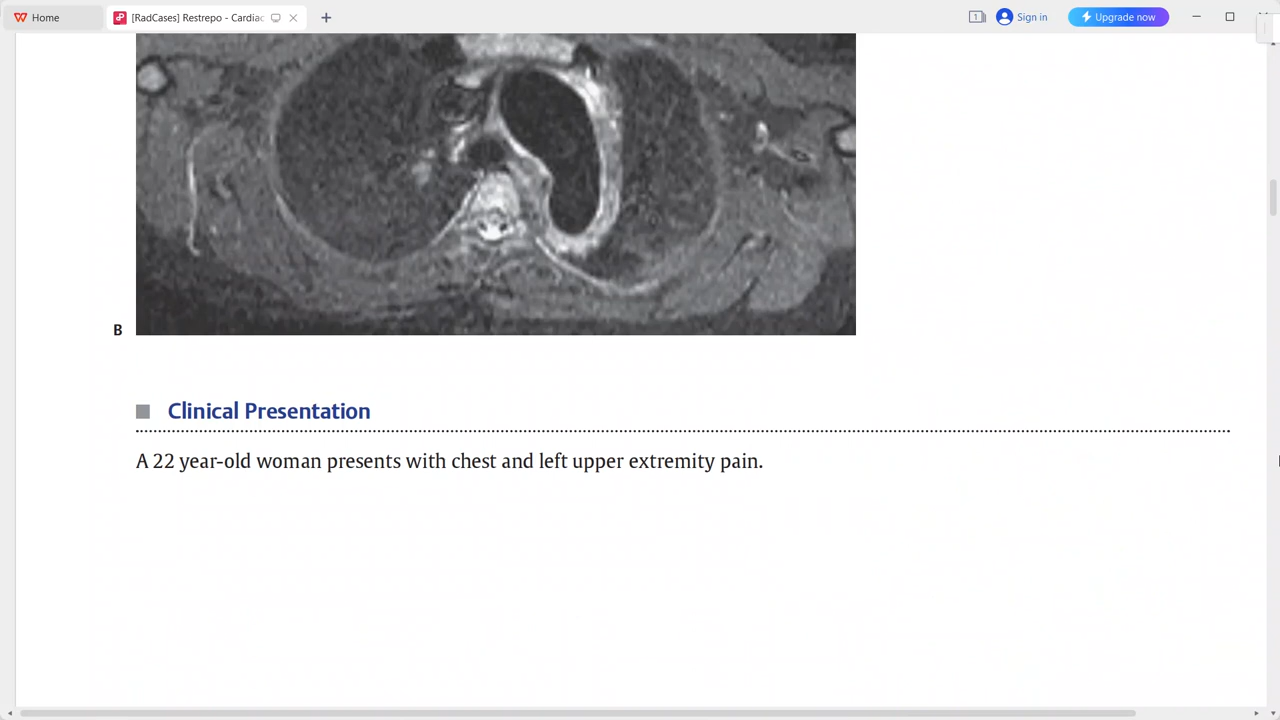 Home
[RadCases] Restrepo - Cardiac
1
Sign in
Upgrade now
B
Clinical Presentation
A 22 year-old woman presents with chest and left upper extremity pain.